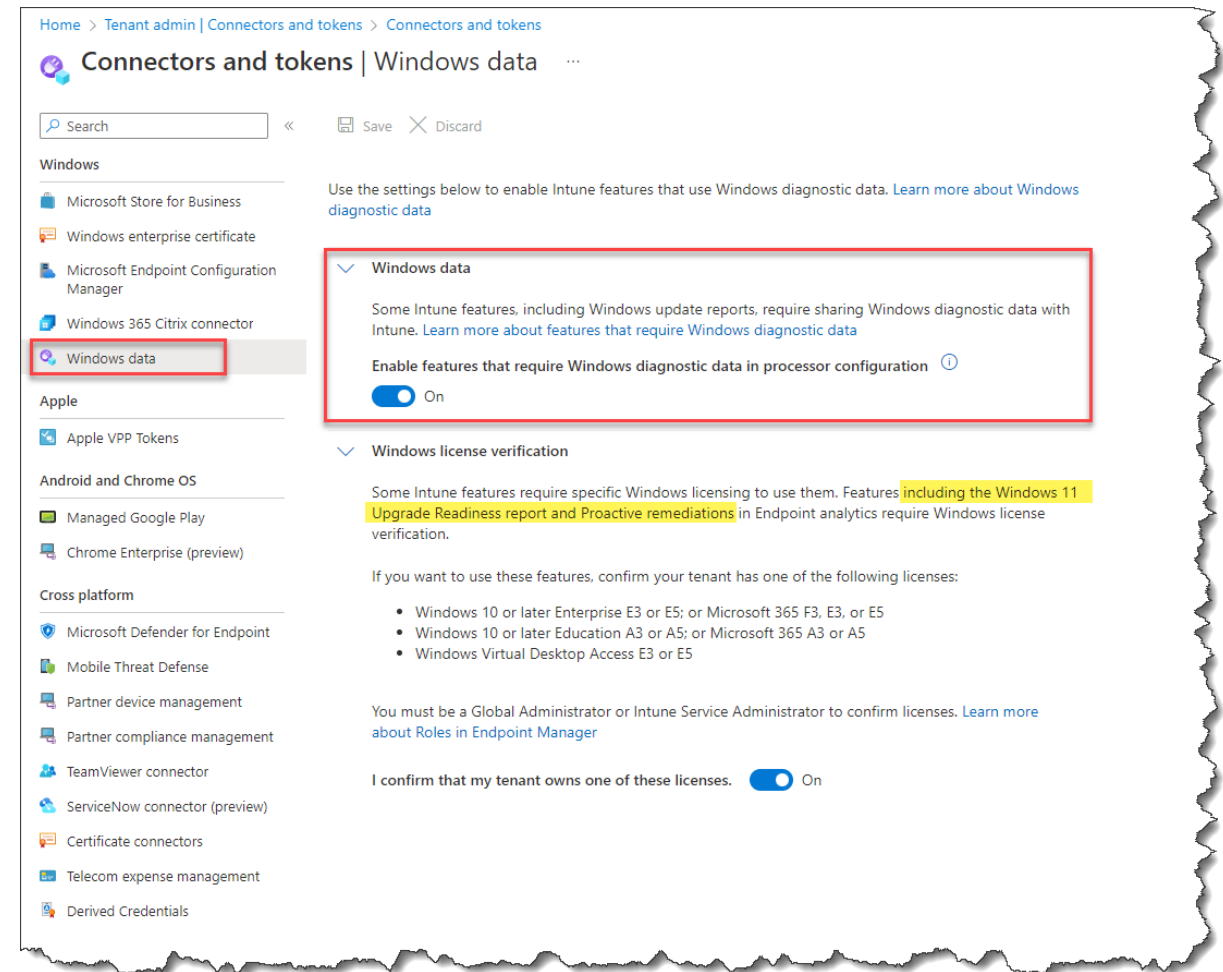 Home > Tenant admin | Connectors and tokens > Connectors and tokens
Connectors and tokens | Windows data ...
Search
«
Save
Discard
Windows
Microsoft Store for Business
Windows enterprise certificate
Microsoft Endpoint Configuration
Manager
Windows 365 Citrix connector
Windows data
Apple
Apple VPP Tokens
Android and Chrome OS
Managed Google Play
Chrome Enterprise (preview)
Cross platform
Microsoft Defender for Endpoint
Mobile Threat Defense
Partner device management
Partner compliance management
TeamViewer connector
ServiceNow connector (preview)
Certificate connectors
Telecom expense management
Derived Credentials
Use the settings below to enable Intune features that use Windows diagnostic data. Learn more about Windows
diagnostic data
Windows data
Some Intune features, including Windows update reports, require sharing Windows diagnostic data with
Intune. Learn more about features that require Windows diagnostic data
Enable features that require Windows diagnostic data in processor configuration
On
Windows license verification
Some Intune features require specific Windows licensing to use them. Features including the Windows 11
Upgrade Readiness report and Proactive remediations in Endpoint analytics require Windows license
verification.
If you want to use these features, confirm your tenant has one of the following licenses:
• Windows 10 or later Enterprise E3 or E5; or Microsoft 365 F3, E3, or E5
• Windows 10 or later Education A3 or A5; or Microsoft 365 A3 or A5
• Windows Virtual Desktop Access E3 or E5
You must be a Global Administrator or Intune Service Administrator to confirm licenses. Learn more
about Roles in Endpoint Manager
I confirm that my tenant owns one of these licenses. On